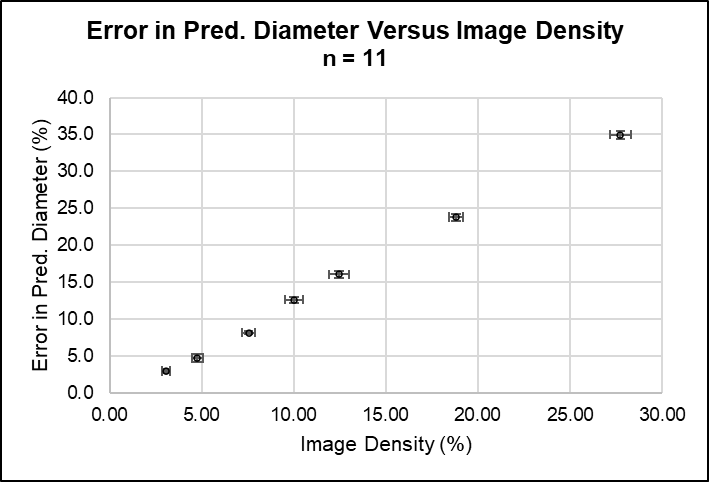 Error in Pred. Diameter Versus Image Density
n = 11
40.0
35.0
30.0
25.0
20.0
15.0
10.0
5.0
0.0
Error in Pred. Diameter (%)
0.00 5.00 10.00 15.00 20.00 25.00 30.00
Image Density (%)